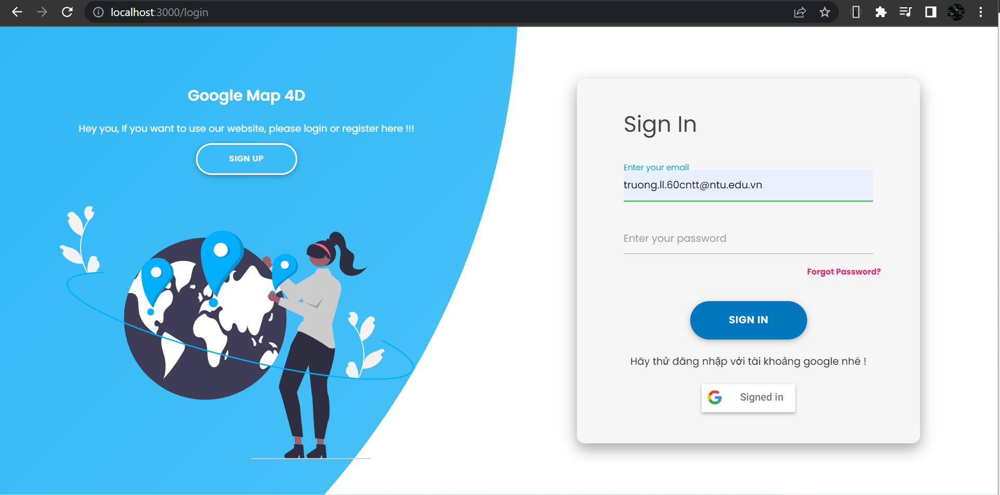 localhost:3000/login
Google Map 4D
Hey you, If you want to use our website, please login or register here !!!
SIGN UP
Sign In
Enter your email
truong.ll.60cntt@ntu.edu.vn
Enter your password
Forgot Password?
SIGN IN
Hãy thử đăng nhập với tài khoảng google nhé !
Signed in